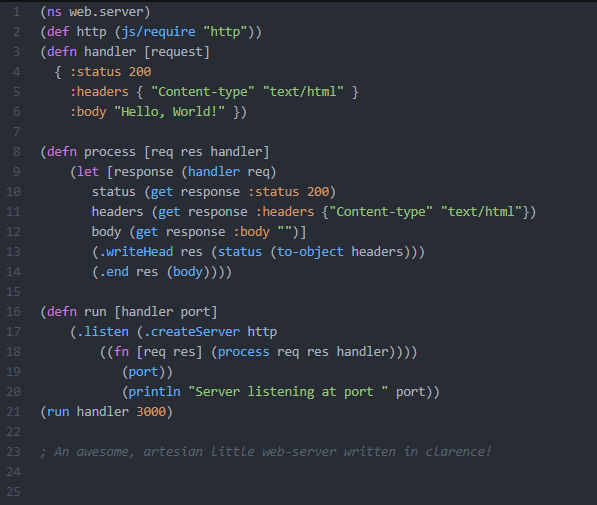 1 (ns web.server)
2 (def http (js/require "http"))
3 (defn handler [request]
4   { :status 200
5     :headers { "Content-type" "text/html" }
6     :body "Hello, World!" })
7
8 (defn process [req res handler]
9     (let [response (handler req)
10        status (get response :status 200)
11        headers (get response :headers {"Content-type" "text/html"})
12        body (get response :body "")]
13        (.writeHead res (status (to-object headers)))
14        (.end res (body))))
15
16 (defn run [handler port]
17     (.listen (.createServer http
18         ((fn [req res] (process req res handler))))
19            (port))
20            (println "Server listening at port " port))
21 (run handler 3000)
22
23 ; An awesome, artesian little web-server written in clarence!
24
25